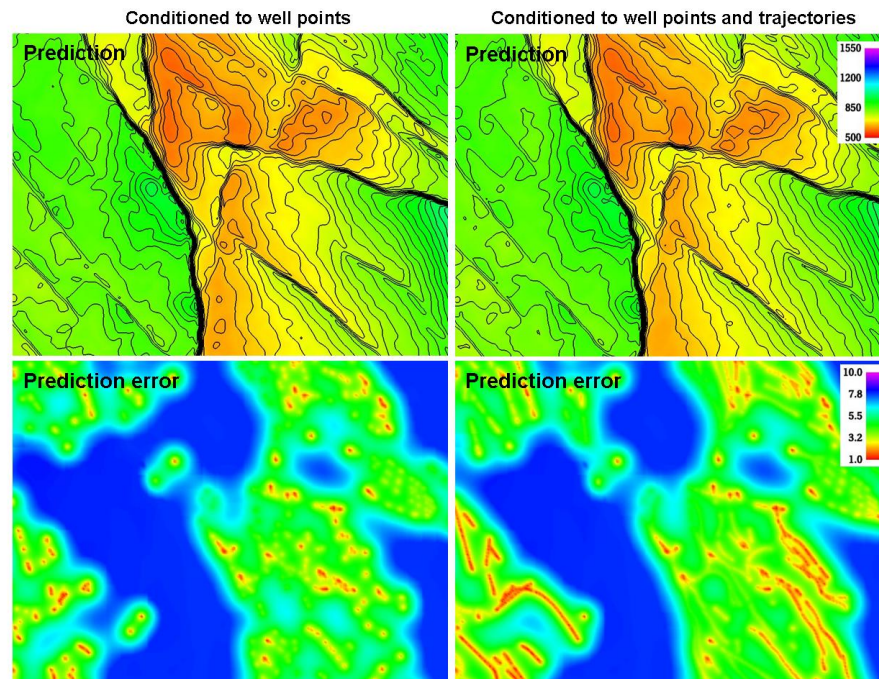 Conditioned to well points
Conditioned to well points and trajectories
Prediction
Prediction
1550
1200
850
500
Prediction error
Prediction error
10.0
7.8
5.5
3.2
1.0